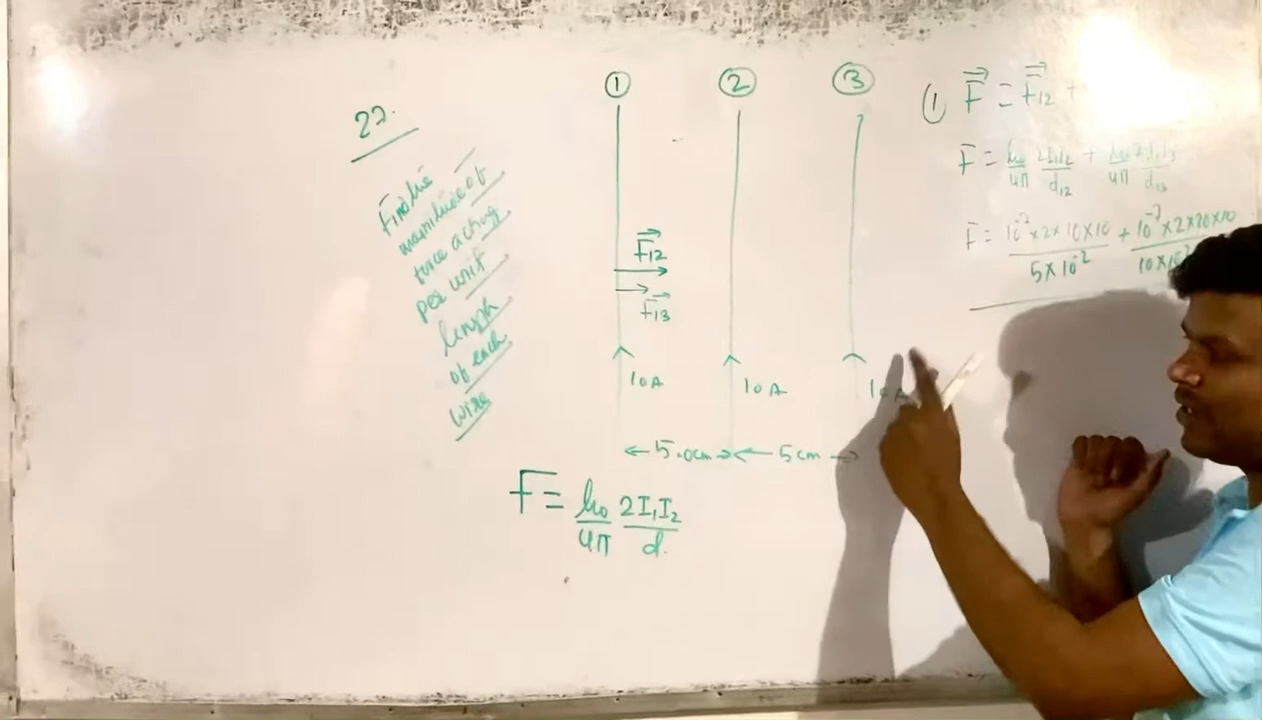 22.
Find the
magnitude of
force acting
per unit
length
of each
wire
① ② ③
F12
F13
10A 10A 10A
5.0cm 5cm
F = μ0/4π 2I1I2/d
① F = F12 +
F = μ0/4π 2I1I2/d12 + μ0/4π 2I1I3/d13
F = 10^-7×2×10×10/5×10^-2 + 10^-7×2×10×10/10×10^-2